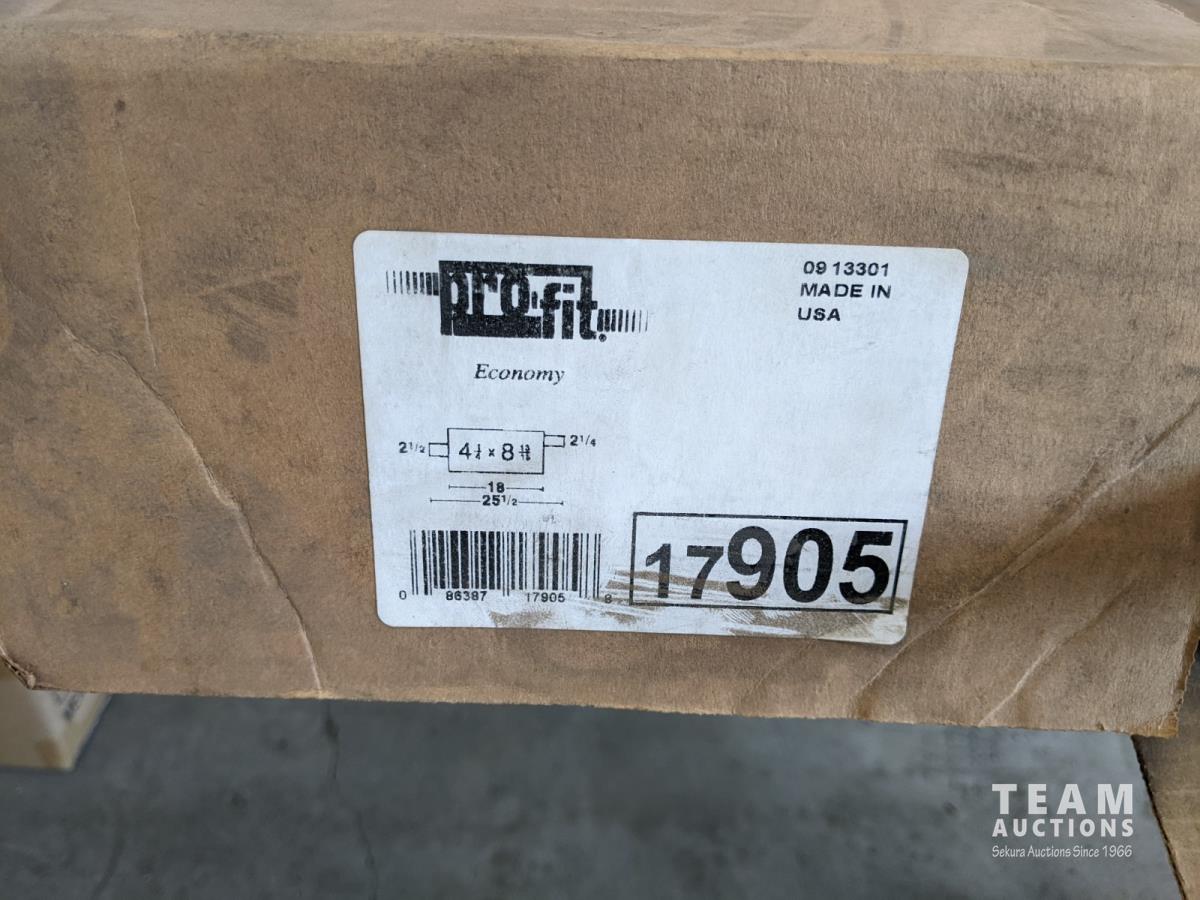 pro.fit®
Economy
09 13301
MADE IN
USA
2 1/2
4 1/4 x 8 13/16
2 1/4
18
25 1/2
0 86387 17905 8
17905
TEAM
AUCTIONS
Sekura Auctions Since 1966